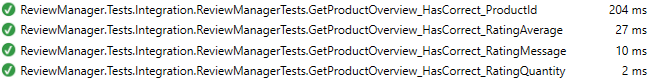 ReviewManager.Tests.Integration.ReviewManagerTests.GetProductOverview_HasCorrect_ProductId 204 ms
ReviewManager.Tests.Integration.ReviewManagerTests.GetProductOverview_HasCorrect_RatingAverage 27 ms
ReviewManager.Tests.Integration.ReviewManagerTests.GetProductOverview_HasCorrect_RatingMessage 10 ms
ReviewManager.Tests.Integration.ReviewManagerTests.GetProductOverview_HasCorrect_RatingQuantity 2 ms